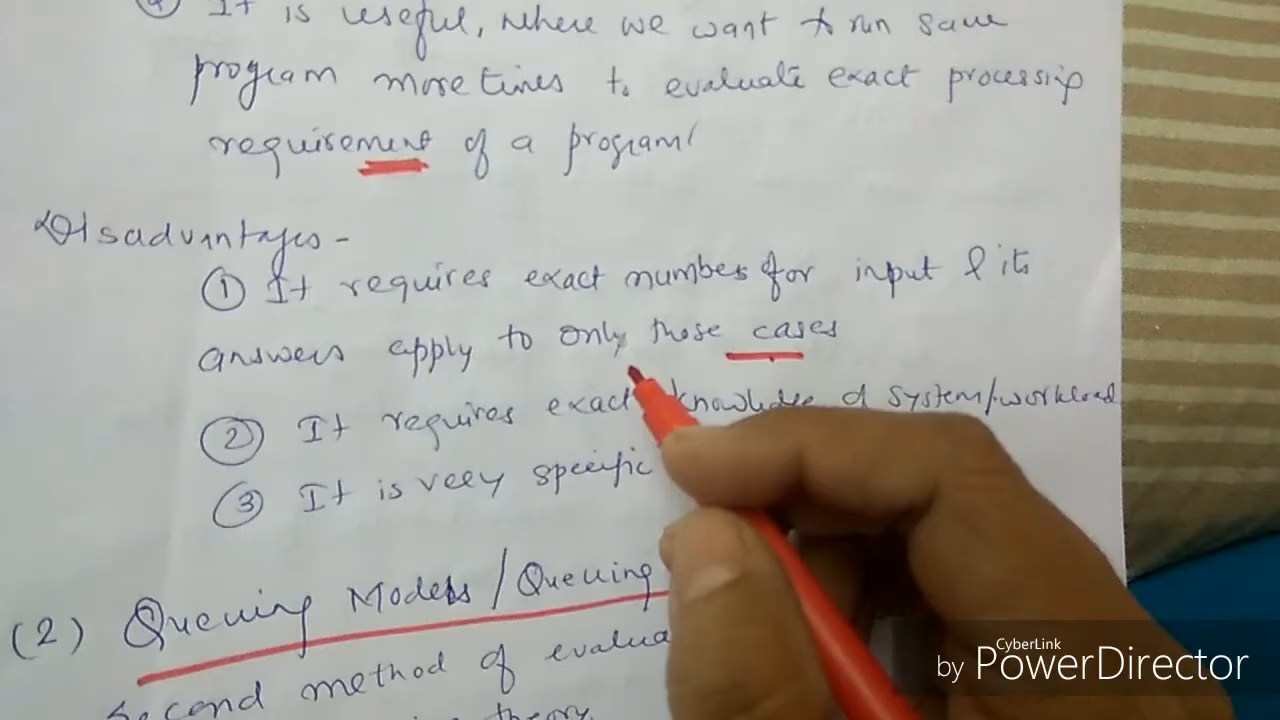 ② It is useful, where we want to run same
program more times to evaluate exact processing
requirement of a program
Disadvantages -
① It requires exact number for input & its
answers apply to only those cases
② It requires exact knowledge of system/workload
③ It is very specific
(2) Queuing Models / Queuing
Second method of evalua
theory
CyberLink
by PowerDirector